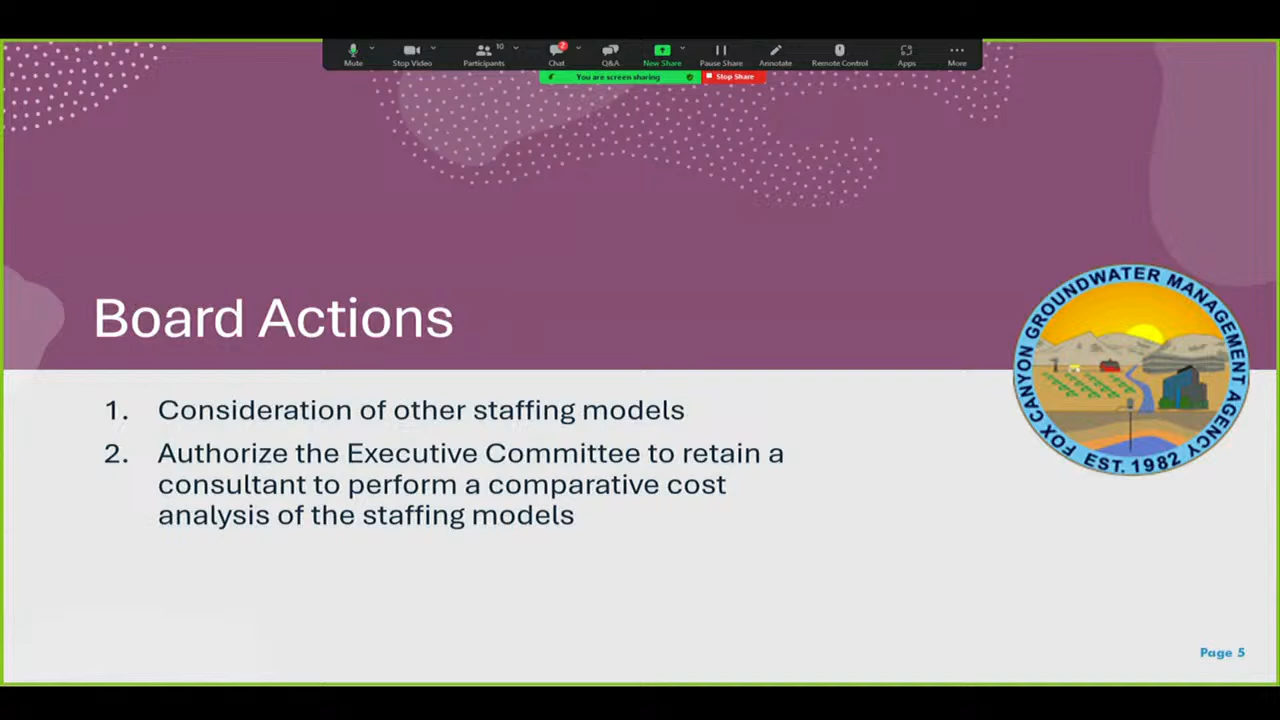 Mute
Stop Video
Participants
10
Chat
2
Q&A
New Share
Pause Share
Annotate
Remote Control
Apps
More
You are screen sharing
Stop Share
Board Actions
FOX CANYON GROUNDWATER MANAGEMENT AGENCY
EST. 1982
1. Consideration of other staffing models
2. Authorize the Executive Committee to retain a
consultant to perform a comparative cost
analysis of the staffing models
Page 5